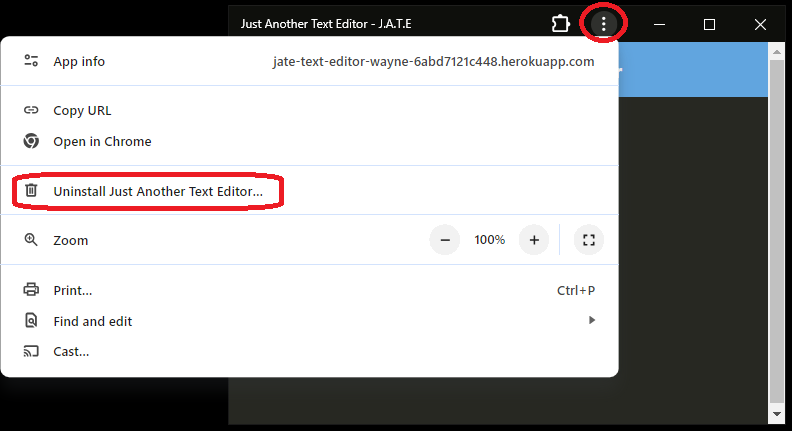 Just Another Text Editor - J.A.T.E
App info jate-text-editor-wayne-6abd7121c448.herokuapp.com
Copy URL
Open in Chrome
Uninstall Just Another Text Editor...
Zoom − 100% +
Print... Ctrl+P
Find and edit
Cast...